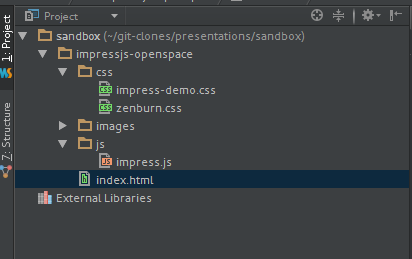 Project
sandbox (~/git-clones/presentations/sandbox)
impressjs-openspace
css
impress-demo.css
zenburn.css
images
js
impress.js
index.html
External Libraries
1: Project
7: Structure